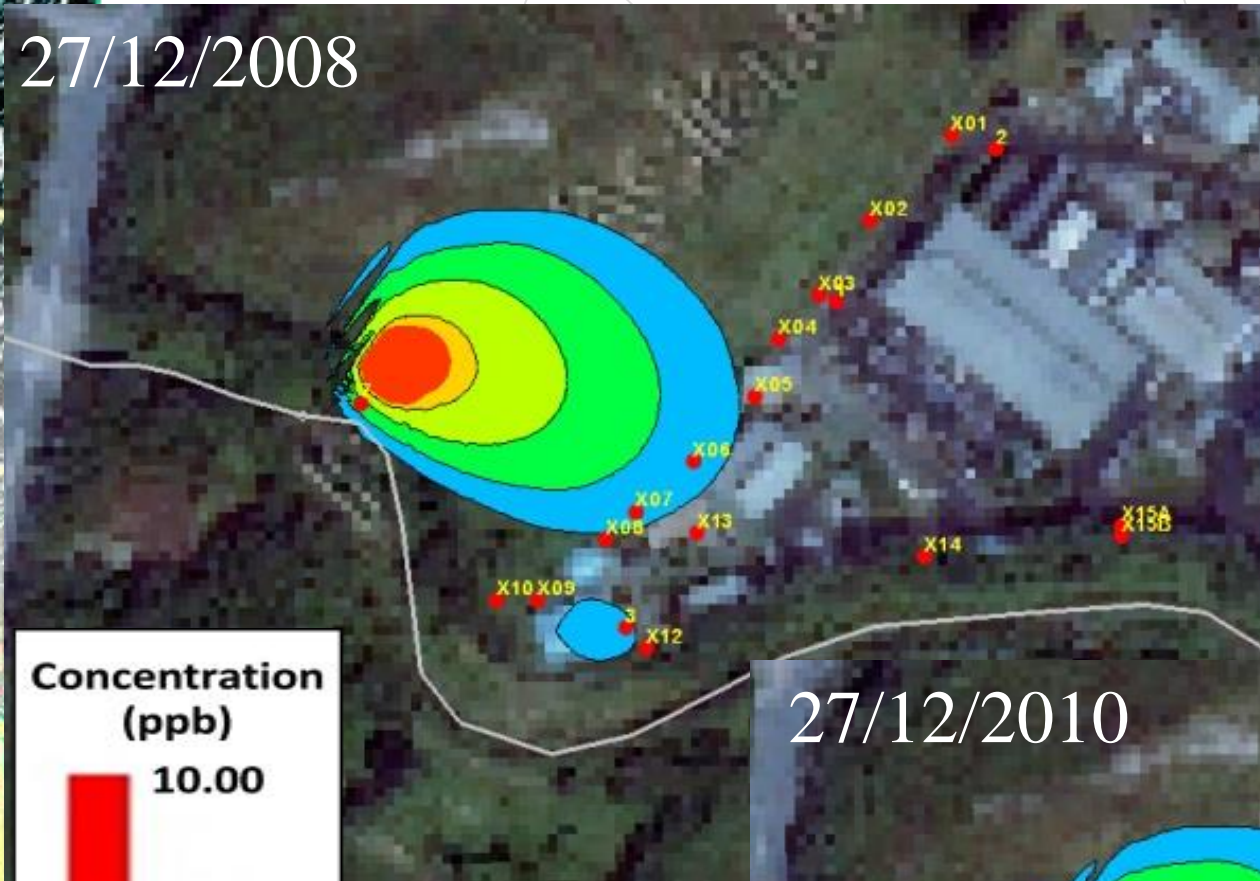 27/12/2008
X01
2
X02
X03
X04
X05
X06
X07
X08
X13
X15A
X15B
X14
X10 X09
3
X12
Concentration
(ppb)
10.00
27/12/2010